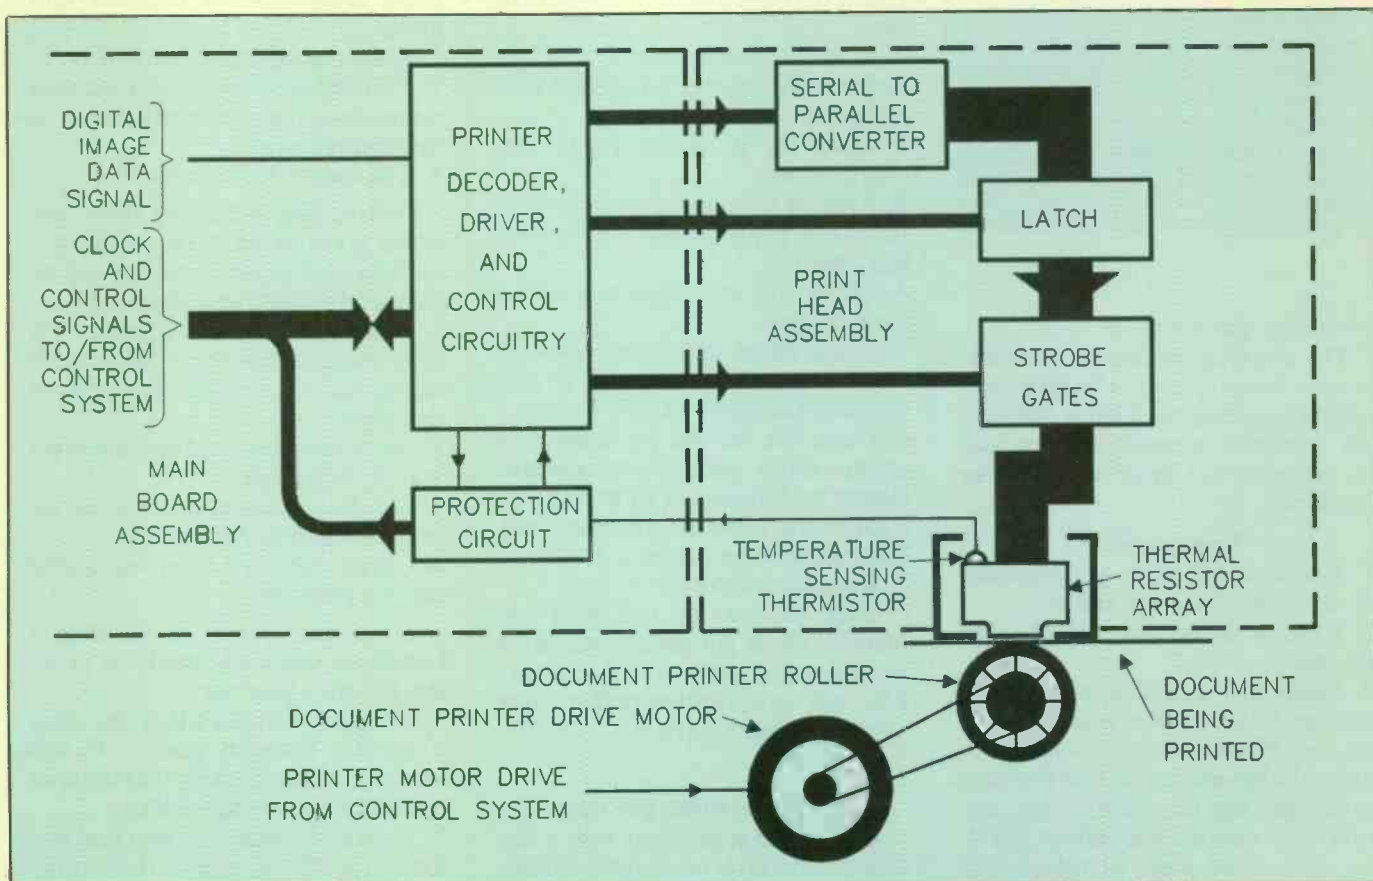 DIGITAL
IMAGE
DATA
SIGNAL
CLOCK
AND
CONTROL
SIGNALS
TO/FROM
CONTROL
SYSTEM
MAIN
BOARD
ASSEMBLY
PRINTER
DECODER,
DRIVER,
AND
CONTROL
CIRCUITRY
PROTECTION
CIRCUIT
SERIAL TO
PARALLEL
CONVERTER
LATCH
PRINT
HEAD
ASSEMBLY
STROBE
GATES
TEMPERATURE
SENSING
THERMISTOR
THERMAL
RESISTOR
ARRAY
DOCUMENT PRINTER ROLLER
DOCUMENT PRINTER DRIVE MOTOR
PRINTER MOTOR DRIVE
FROM CONTROL SYSTEM
DOCUMENT
BEING
PRINTED